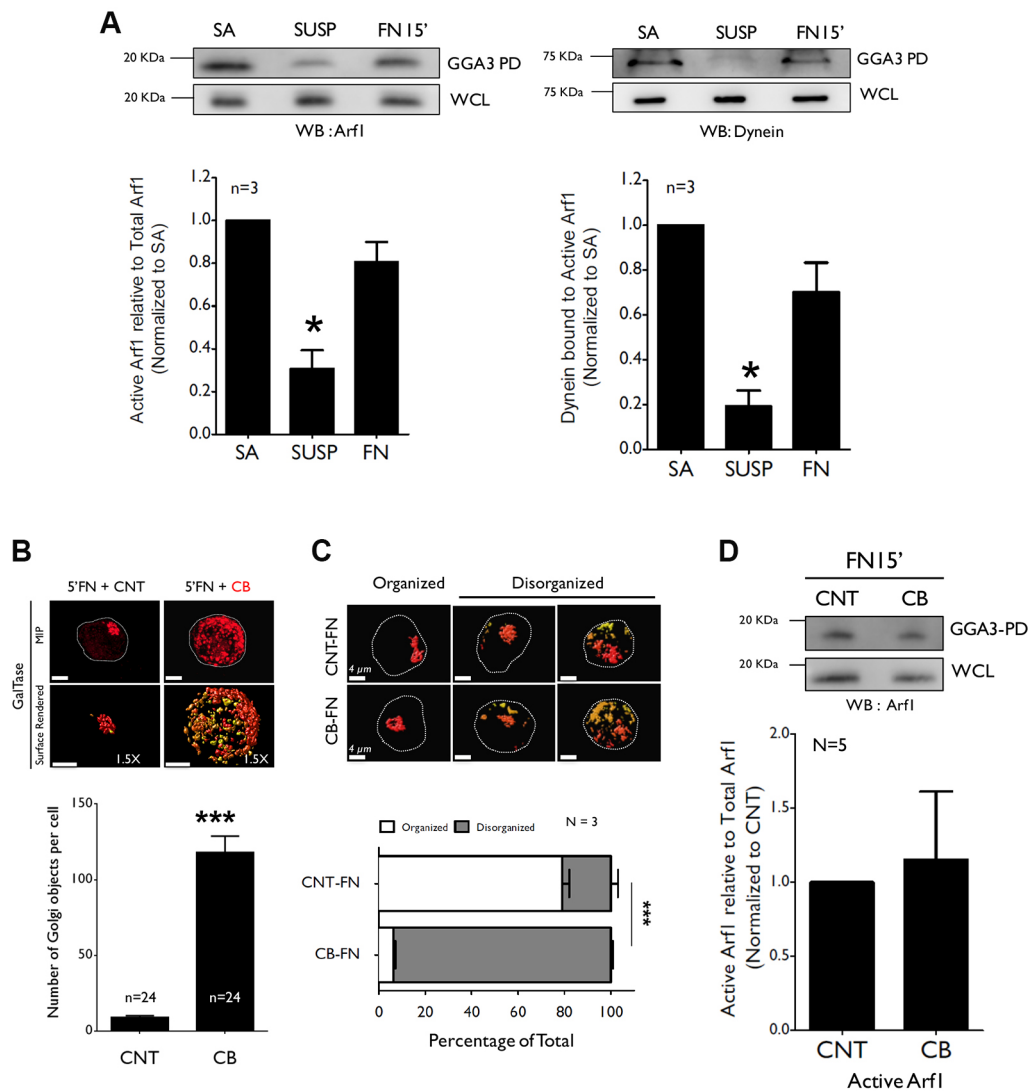 A
SA SUSP FN15'
20 KDa
GGA3 PD
20 KDa
WCL
WB : Arf1
SA SUSP FN15'
75 KDa
GGA3 PD
75 KDa
WCL
WB: Dynein
Active Arf1 relative to Total Arf1
(Normalized to SA)
1.2
1.0
0.8
0.6
0.4
0.2
0.0
n=3
*
SA SUSP FN
Dynein bound to Active Arf1
(Normalized to SA)
1.2
1.0
0.8
0.6
0.4
0.2
0.0
n=3
*
SA SUSP FN
B
5'FN + CNT 5'FN + CB
GalTase
MIP
Surface Rendered
1.5X 1.5X
Number of Golgi objects per cell
150
100
50
0
***
n=24 n=24
CNT CB
C
Organized Disorganized
CNT-FN
4 µm
CB-FN
4 µm
Organized Disorganized N = 3
CNT-FN
CB-FN
***
0 20 40 60 80 100
Percentage of Total
D
FN15'
CNT CB
20 KDa
GGA3-PD
20 KDa
WCL
WB : Arf1
Active Arf1 relative to Total Arf1
(Normalized to CNT)
2.0
1.5
1.0
0.5
0.0
N=5
CNT CB
Active Arf1